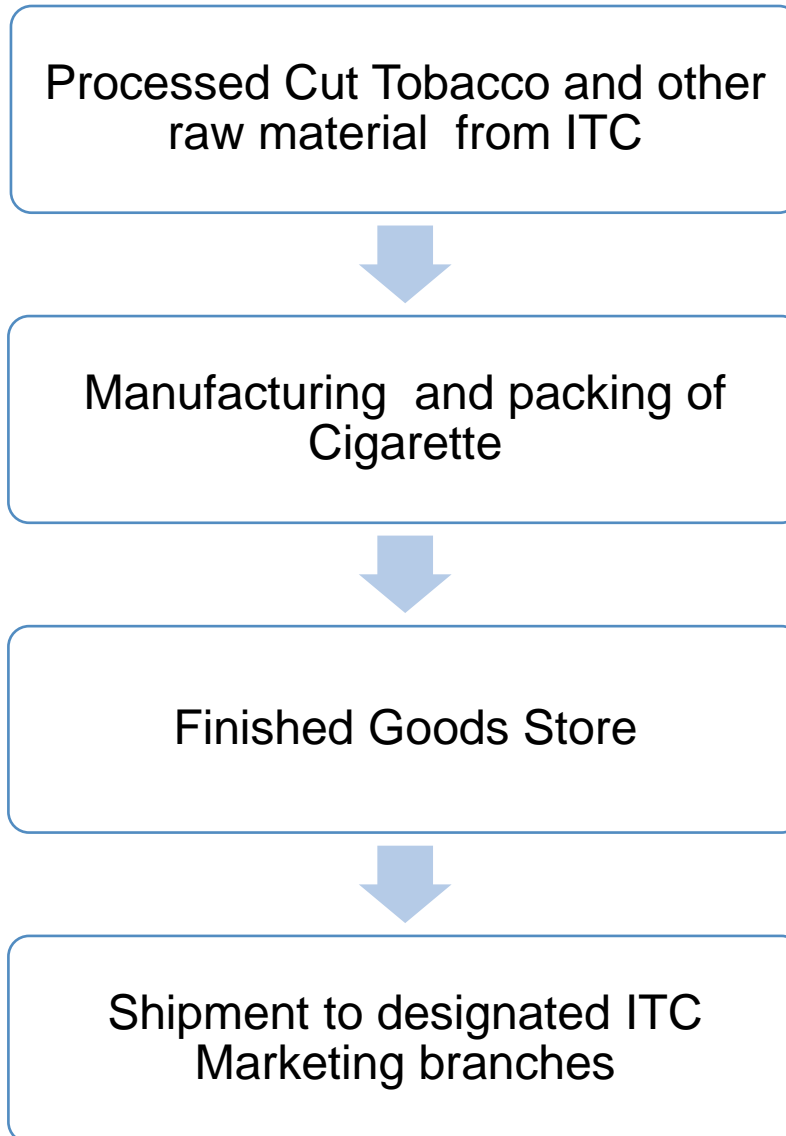 Processed Cut Tobacco and other
raw material  from ITC
Manufacturing  and packing of
Cigarette
Finished Goods Store
Shipment to designated ITC
Marketing branches